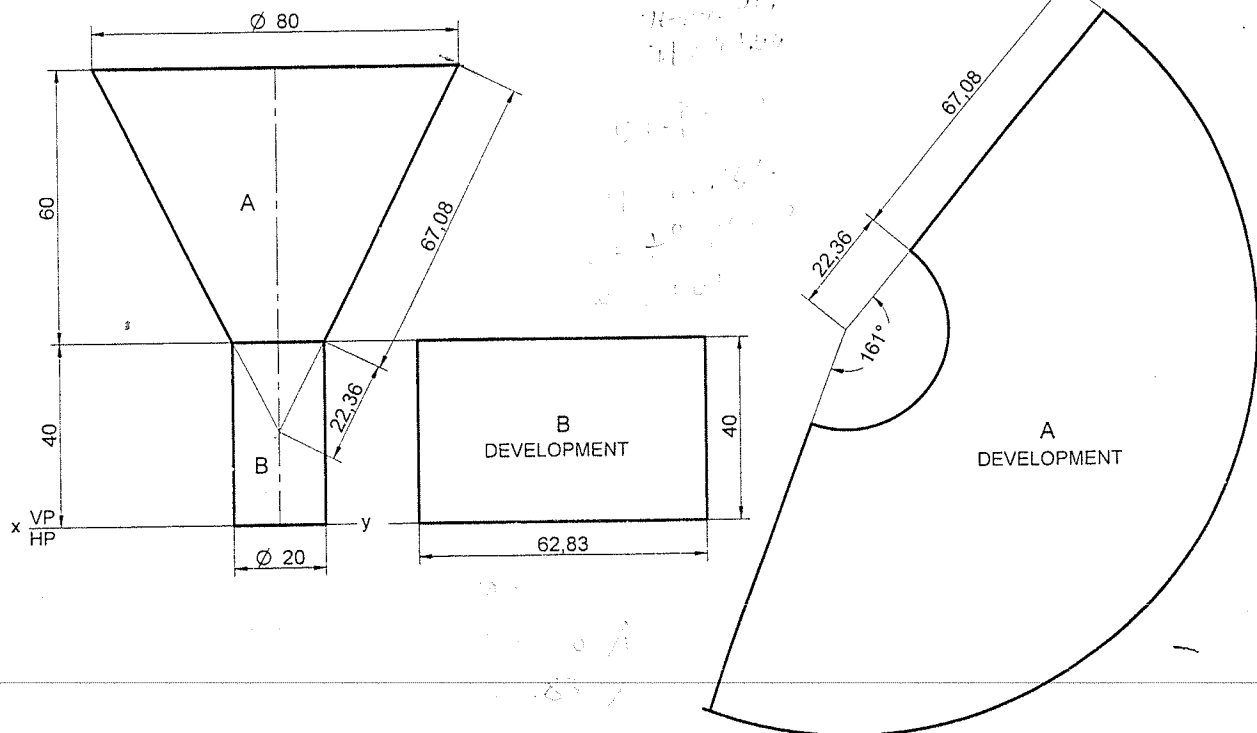 Ø 80
67,08
60
A
67,08
22,36
161°
22,36
40
B
B
DEVELOPMENT
40
A
DEVELOPMENT
x VP
HP
y
Ø 20
62,83